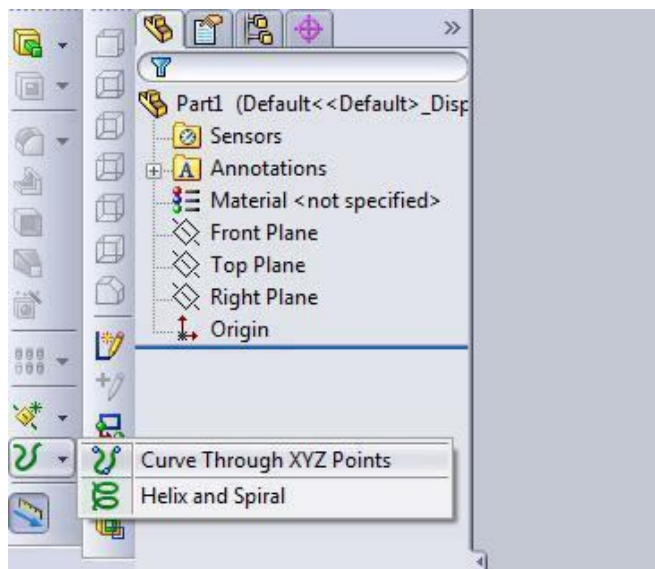 Part1 (Default<<Default>_Disp
Sensors
A Annotations
Material <not specified>
Front Plane
Top Plane
Right Plane
Origin
Curve Through XYZ Points
Helix and Spiral